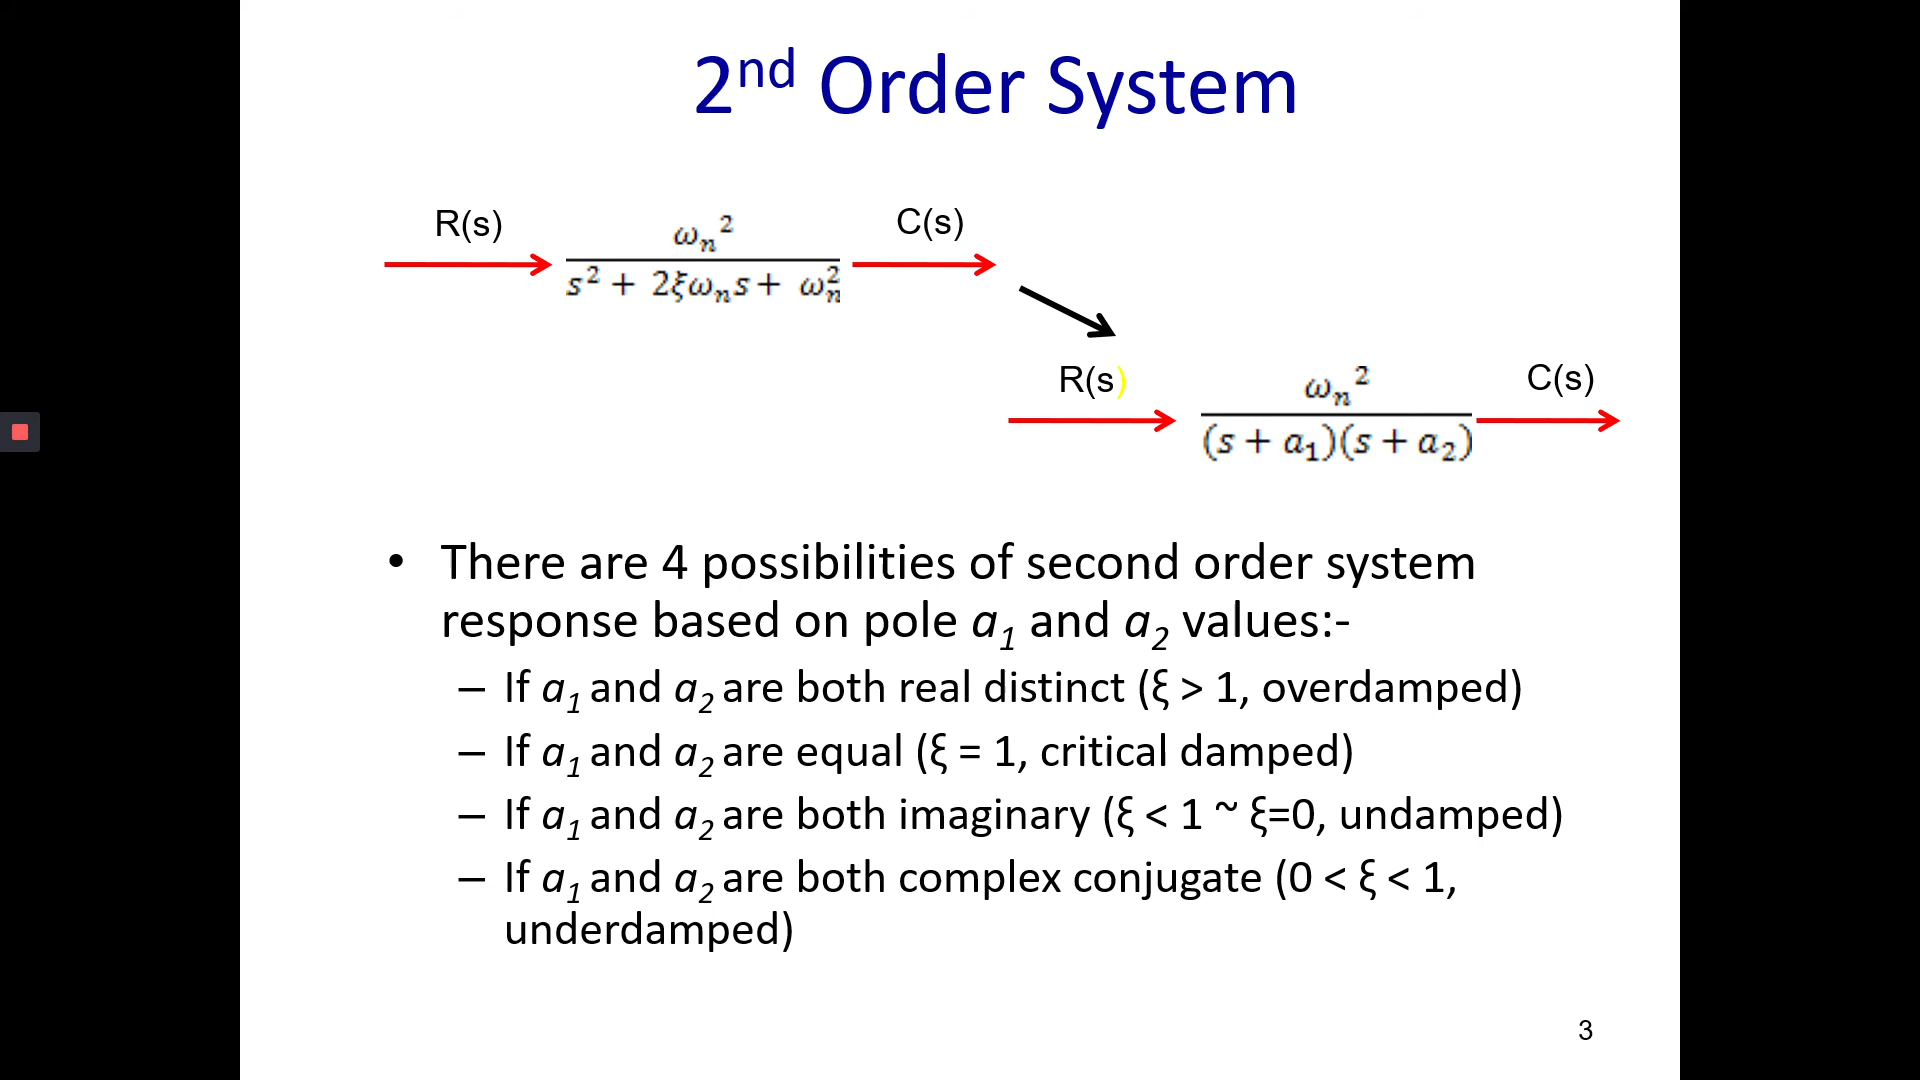 2nd Order System
R(s)
C(s)
ωn²
s² + 2ξωns + ωn²
R(s)
C(s)
ωn²
(s + a1)(s + a2)
• There are 4 possibilities of second order system
response based on pole a1 and a2 values:-
– If a1 and a2 are both real distinct (ξ > 1, overdamped)
– If a1 and a2 are equal (ξ = 1, critical damped)
– If a1 and a2 are both imaginary (ξ < 1 ~ ξ=0, undamped)
– If a1 and a2 are both complex conjugate (0 < ξ < 1,
underdamped)
3